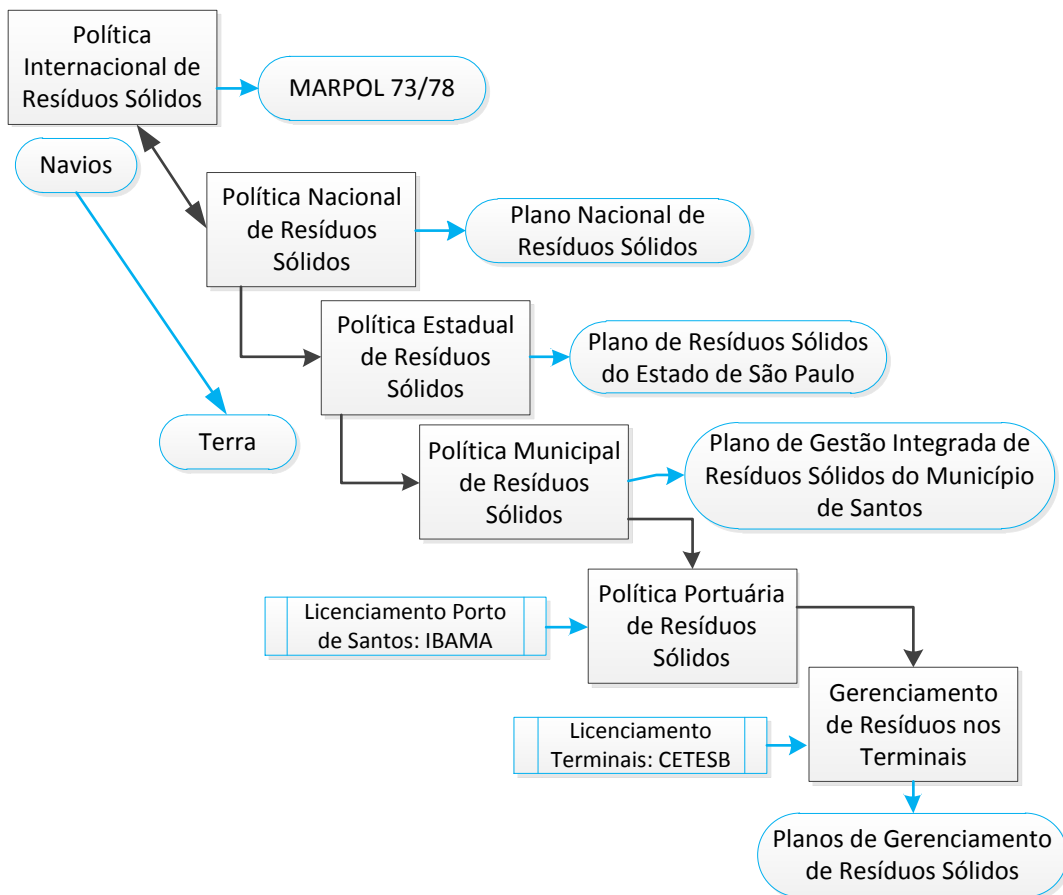 Política
Internacional de
Resíduos Sólidos
MARPOL 73/78
Navios
Política Nacional
de Resíduos
Sólidos
Plano Nacional de
Resíduos Sólidos
Política Estadual
de Resíduos
Sólidos
Plano de Resíduos Sólidos
do Estado de São Paulo
Terra
Política Municipal
de Resíduos
Sólidos
Plano de Gestão Integrada de
Resíduos Sólidos do Município
de Santos
Licenciamento Porto
de Santos: IBAMA
Política Portuária
de Resíduos
Sólidos
Licenciamento
Terminais: CETESB
Gerenciamento
de Resíduos nos
Terminais
Planos de Gerenciamento
de Resíduos Sólidos